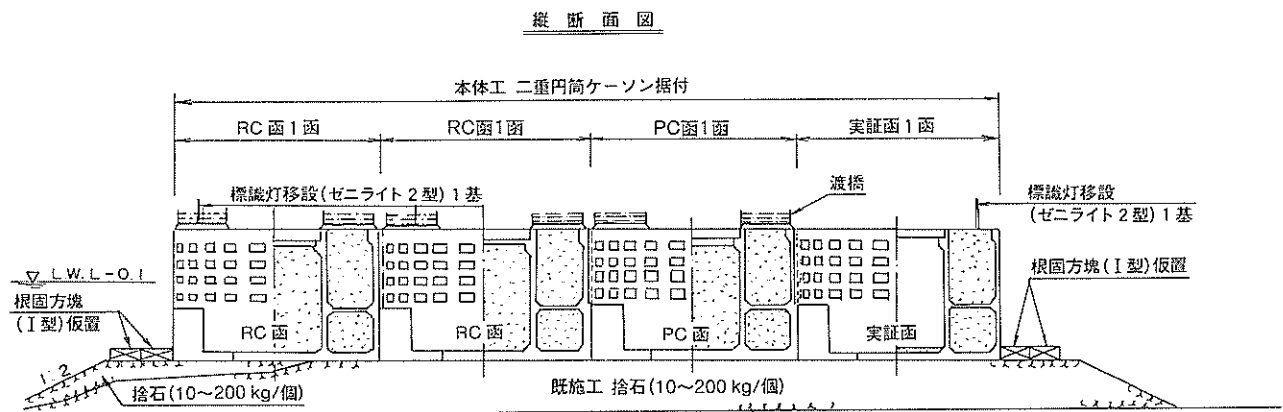 縦断面図
本体工 二重円筒ケーソン据付
RC函1函
RC函1函
PC函1函
実証函1函
標識灯移設(ゼニライト2型)1基
渡橋
標識灯移設
(ゼニライト2型)1基
L.W.L-0.1
根固方塊
(I型)仮置
根固方塊(I型)仮置
RC函
RC函
PC函
実証函
1:2
捨石(10～200kg/個)
既施工 捨石(10～200kg/個)